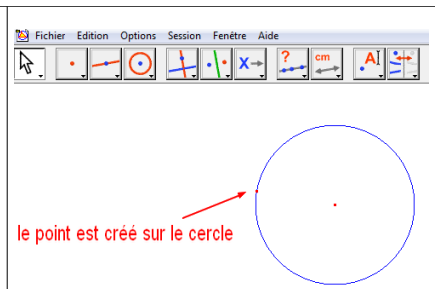 Fichier Edition Options Session Fenêtre Aide
? cm A
X
le point est créé sur le cercle